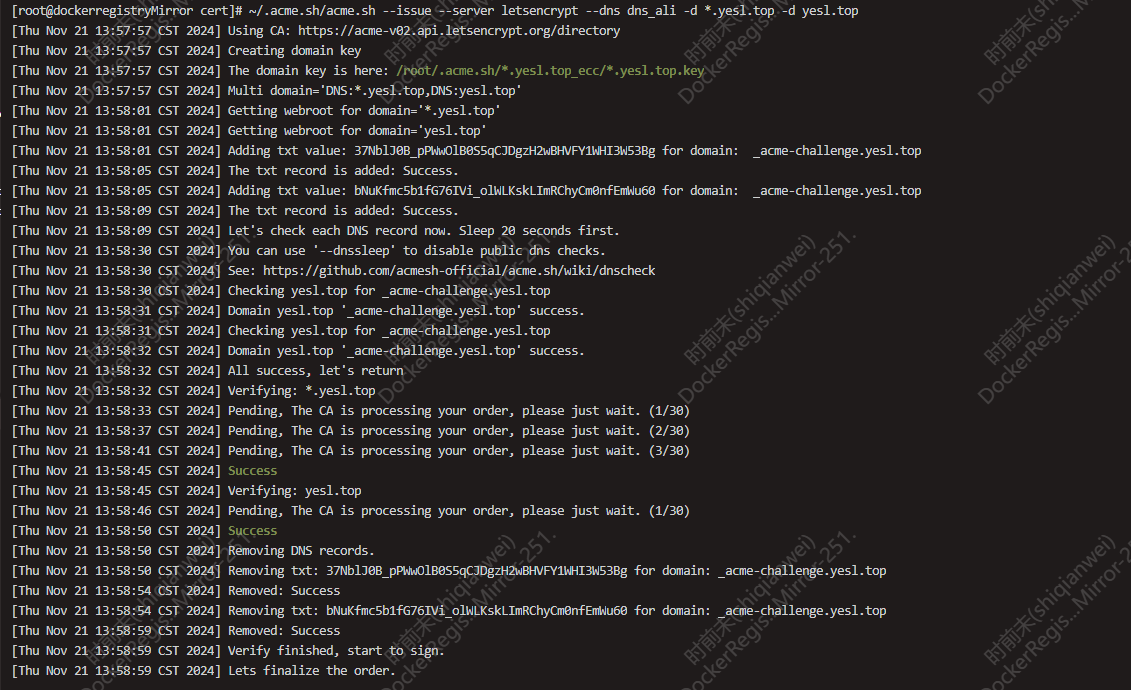 [root@dockerregistryMirror cert]# ~/.acme.sh/acme.sh --issue --server letsencrypt --dns dns_ali -d *.yesl.top -d yesl.top
[Thu Nov 21 13:57:57 CST 2024] Using CA: https://acme-v02.api.letsencrypt.org/directory
[Thu Nov 21 13:57:57 CST 2024] Creating domain key
[Thu Nov 21 13:57:57 CST 2024] The domain key is here: /root/.acme.sh/*.yesl.top_ecc/*.yesl.top.key
[Thu Nov 21 13:57:57 CST 2024] Multi domain='DNS:*.yesl.top,DNS:yesl.top'
[Thu Nov 21 13:58:01 CST 2024] Getting webroot for domain='*.yesl.top'
[Thu Nov 21 13:58:01 CST 2024] Getting webroot for domain='yesl.top'
[Thu Nov 21 13:58:01 CST 2024] Adding txt value: 37NblJ0B_pPWwOlB0S5qCJDgzH2wBHVFY1WHI3W53Bg for domain:  _acme-challenge.yesl.top
[Thu Nov 21 13:58:05 CST 2024] The txt record is added: Success.
[Thu Nov 21 13:58:05 CST 2024] Adding txt value: bNuKfmc5b1fG76IVi_olWLKskLImRChyCm0nfEmWu60 for domain:  _acme-challenge.yesl.top
[Thu Nov 21 13:58:09 CST 2024] The txt record is added: Success.
[Thu Nov 21 13:58:09 CST 2024] Let's check each DNS record now. Sleep 20 seconds first.
[Thu Nov 21 13:58:30 CST 2024] You can use '--dnssleep' to disable public dns checks.
[Thu Nov 21 13:58:30 CST 2024] See: https://github.com/acmesh-official/acme.sh/wiki/dnscheck
[Thu Nov 21 13:58:30 CST 2024] Checking yesl.top for _acme-challenge.yesl.top
[Thu Nov 21 13:58:31 CST 2024] Domain yesl.top '_acme-challenge.yesl.top' success.
[Thu Nov 21 13:58:31 CST 2024] Checking yesl.top for _acme-challenge.yesl.top
[Thu Nov 21 13:58:32 CST 2024] Domain yesl.top '_acme-challenge.yesl.top' success.
[Thu Nov 21 13:58:32 CST 2024] All success, let's return
[Thu Nov 21 13:58:32 CST 2024] Verifying: *.yesl.top
[Thu Nov 21 13:58:33 CST 2024] Pending, The CA is processing your order, please just wait. (1/30)
[Thu Nov 21 13:58:37 CST 2024] Pending, The CA is processing your order, please just wait. (2/30)
[Thu Nov 21 13:58:41 CST 2024] Pending, The CA is processing your order, please just wait. (3/30)
[Thu Nov 21 13:58:45 CST 2024] Success
[Thu Nov 21 13:58:45 CST 2024] Verifying: yesl.top
[Thu Nov 21 13:58:46 CST 2024] Pending, The CA is processing your order, please just wait. (1/30)
[Thu Nov 21 13:58:50 CST 2024] Success
[Thu Nov 21 13:58:50 CST 2024] Removing DNS records.
[Thu Nov 21 13:58:50 CST 2024] Removing txt: 37NblJ0B_pPWwOlB0S5qCJDgzH2wBHVFY1WHI3W53Bg for domain: _acme-challenge.yesl.top
[Thu Nov 21 13:58:54 CST 2024] Removed: Success
[Thu Nov 21 13:58:54 CST 2024] Removing txt: bNuKfmc5b1fG76IVi_olWLKskLImRChyCm0nfEmWu60 for domain: _acme-challenge.yesl.top
[Thu Nov 21 13:58:59 CST 2024] Removed: Success
[Thu Nov 21 13:58:59 CST 2024] Verify finished, start to sign.
[Thu Nov 21 13:58:59 CST 2024] Lets finalize the order.
时前未(shiqianwei)
DockerRegis...Mirror-251.